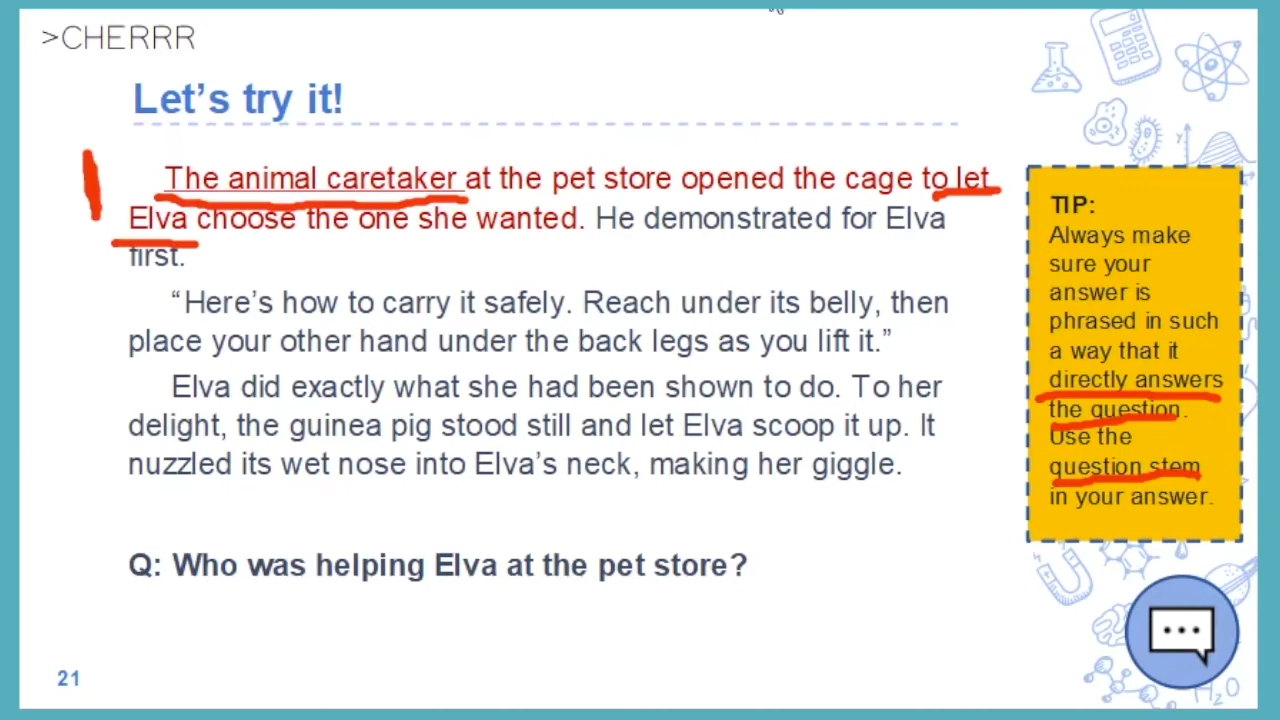 >CHERRR
Let's try it!
The animal caretaker at the pet store opened the cage to let
Elva choose the one she wanted. He demonstrated for Elva
first.
“Here's how to carry it safely. Reach under its belly, then
place your other hand under the back legs as you lift it.”
Elva did exactly what she had been shown to do. To her
delight, the guinea pig stood still and let Elva scoop it up. It
nuzzled its wet nose into Elva's neck, making her giggle.
Q: Who was helping Elva at the pet store?
21
TIP:
Always make
sure your
answer is
phrased in such
a way that it
directly answers
the question.
Use the
question stem
in your answer.
y
H₂O